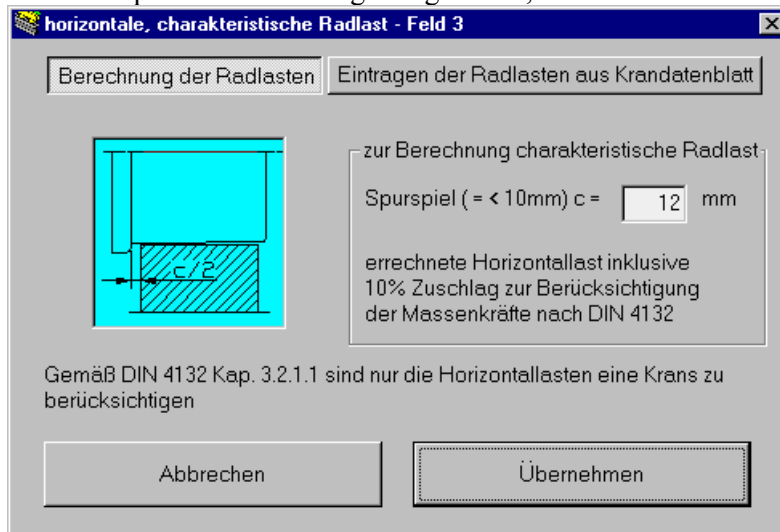 horizontale, charakteristische Radlast - Feld 3
Berechnung der Radlasten
Eintragen der Radlasten aus Krandatenblatt
c/2
zur Berechnung charakteristische Radlast
Spurspiel ( = < 10mm) c = 12 mm
errechnete Horizontallast inklusive
10% Zuschlag zur Berücksichtigung
der Massenkräfte nach DIN 4132
Gemäß DIN 4132 Kap. 3.2.1.1 sind nur die Horizontallasten eine Krans zu
berücksichtigen
Abbrechen
Übernehmen